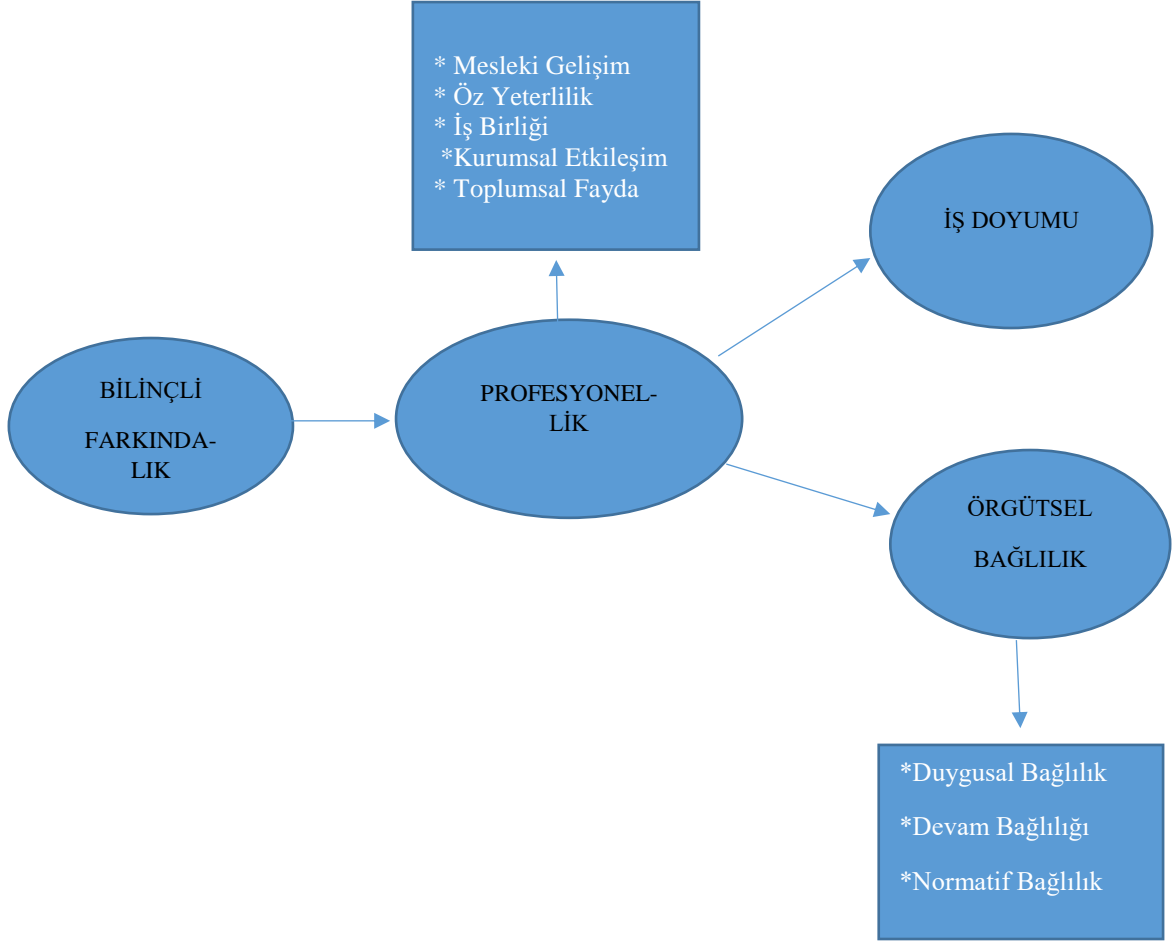 * Mesleki Gelişim
* Öz Yeterlilik
* İş Birliği
*Kurumsal Etkileşim
* Toplumsal Fayda
İŞ DOYUMU
BİLİNÇLİ
FARKINDA-
LIK
PROFESYONEL-
LİK
ÖRGÜTSEL
BAĞLILIK
*Duygusal Bağlılık
*Devam Bağlılığı
*Normatif Bağlılık